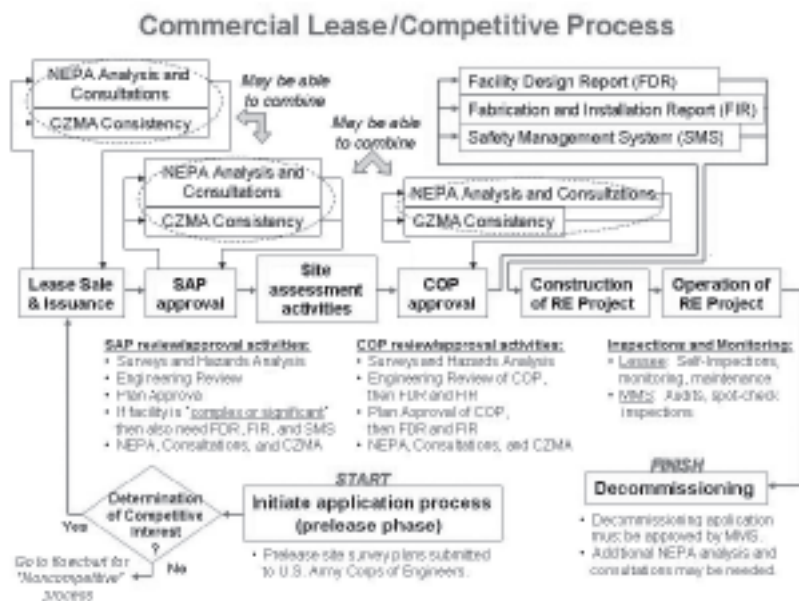 Commercial Lease/Competitive Process
NEPA Analysis and
Consultations
CZMA Consistency
May be able
to combine
May be able
to combine
Facility Design Report (FDR)
Fabrication and Installation Report (FIR)
Safety Management System (SMS)
NEPA Analysis and
Consultations
CZMA Consistency
NEPA Analysis and Consultations
CZMA Consistency
Lease Sale
& Issuance
SAP
approval
Site
assessment
activities
COP
approval
Construction
of RE Project
Operation of
RE Project
SAP review/approval activities:
• Surveys and Hazards Analysis
• Engineering Review
• Plan Approval
• If facility is "complex or significant"
then also need FDR, FIR, and SMS
• NEPA, Consultations, and CZMA
COP review/approval activities:
• Surveys and Hazards Analysis
• Engineering Review of COP,
then FDR and FIR
• Plan Approval of COP,
then FDR and FIR
• NEPA, Consultations, and CZMA
Inspections and Monitoring:
• Lessee: Self-Inspections,
monitoring, maintenance
• MMS: Audits, spot-check
inspections
START
Initiate application process
(prelease phase)
• Prelease site survey plans submitted
to U.S. Army Corps of Engineers.
Determination
of Competitive
Interest
?
Yes
No
Go to flowchart for
"Noncompetitive"
process
FINISH
Decommissioning
• Decommissioning application
must be approved by MMS.
• Additional NEPA analysis and
consultations may be needed.